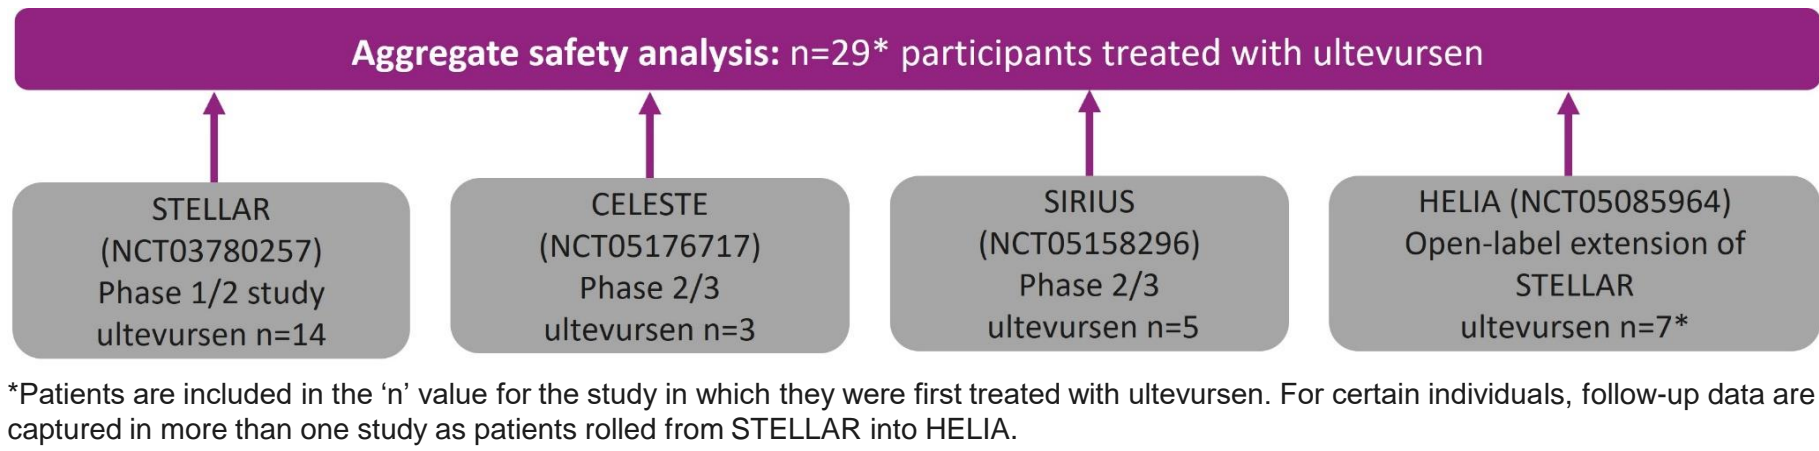 Aggregate safety analysis: n=29* participants treated with ultevursen
STELLAR
(NCT03780257)
Phase 1/2 study
ultevursen n=14
CELESTE
(NCT05176717)
Phase 2/3
ultevursen n=3
SIRIUS
(NCT05158296)
Phase 2/3
ultevursen n=5
HELIA (NCT05085964)
Open-label extension of
STELLAR
ultevursen n=7*
*Patients are included in the ‘n’ value for the study in which they were first treated with ultevursen. For certain individuals, follow-up data are
captured in more than one study as patients rolled from STELLAR into HELIA.